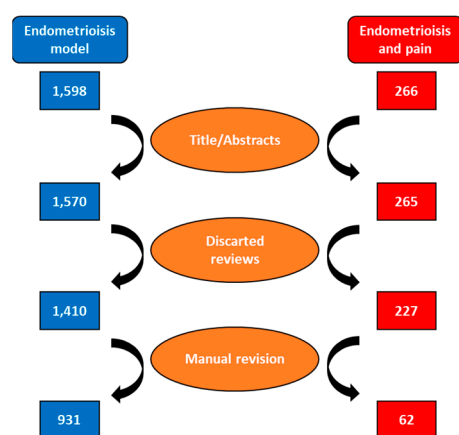 Endometrioisis
model
Endometrioisis
and pain
1,598
266
Title/Abstracts
1,570
265
Discarted
reviews
1,410
227
Manual revision
931
62